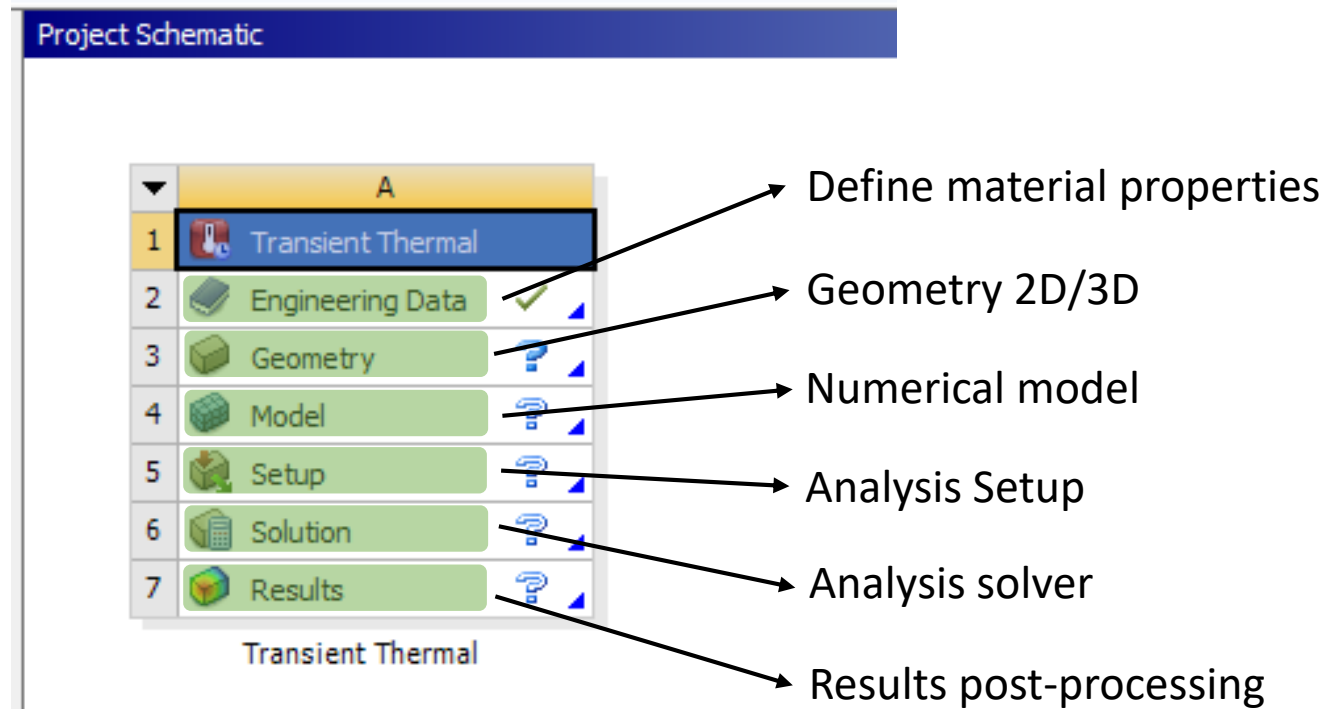 Project Schematic
A
1 Transient Thermal
2 Engineering Data
3 Geometry
4 Model
5 Setup
6 Solution
7 Results
Transient Thermal
Define material properties
Geometry 2D/3D
Numerical model
Analysis Setup
Analysis solver
Results post-processing